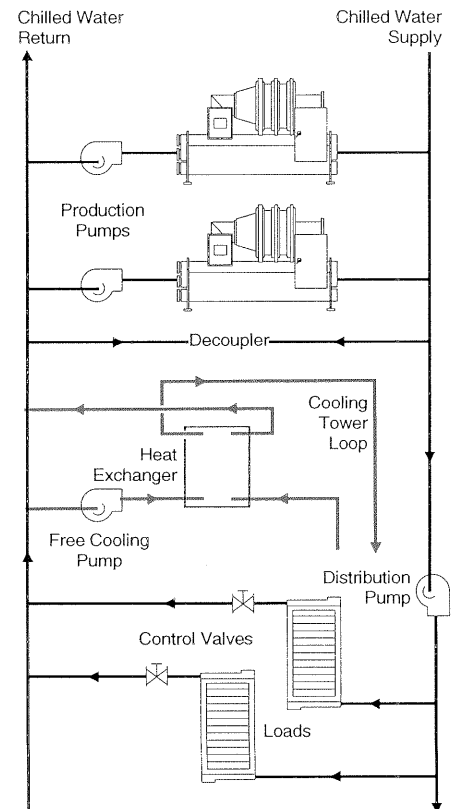 Chilled Water
Return
Chilled Water
Supply
Production
Pumps
Decoupler
Cooling
Tower
Loop
Heat
Exchanger
Free Cooling
Pump
Distribution
Pump
Control Valves
Loads